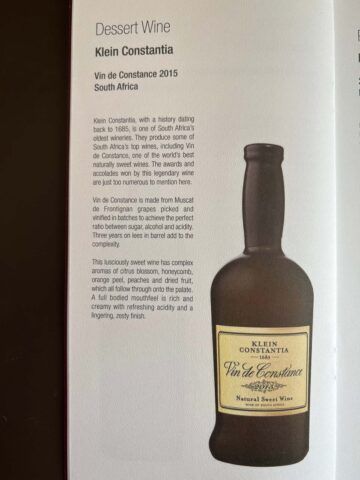 Dessert Wine
Klein Constantia
Vin de Constance 2015
South Africa
Klein Constantia, with a history dating
back to 1685, is one of South Africa's
oldest wineries. They produce some of
South Africa's top wines, including Vin
de Constance, one of the world's best
naturally sweet wines. The awards and
accolades won by this legendary wine
are just too numerous to mention here.
Vin de Constance is made from Muscat
de Frontignan grapes picked and
vinified in batches to achieve the perfect
ratio between sugar, alcohol and acidity.
Three years on lees in barrel add to the
complexity.
This lusciously sweet wine has complex
aromas of citrus blossom, honeycomb,
orange peel, peaches and dried fruit,
which all follow through onto the palate.
A full bodied mouthfeel is rich and
creamy with refreshing acidity and a
lingering, zesty finish.
KLEIN
CONSTANTIA
1685
Vin de Constance
2015
Natural Sweet Wine
WINE OF SOUTH AFRICA